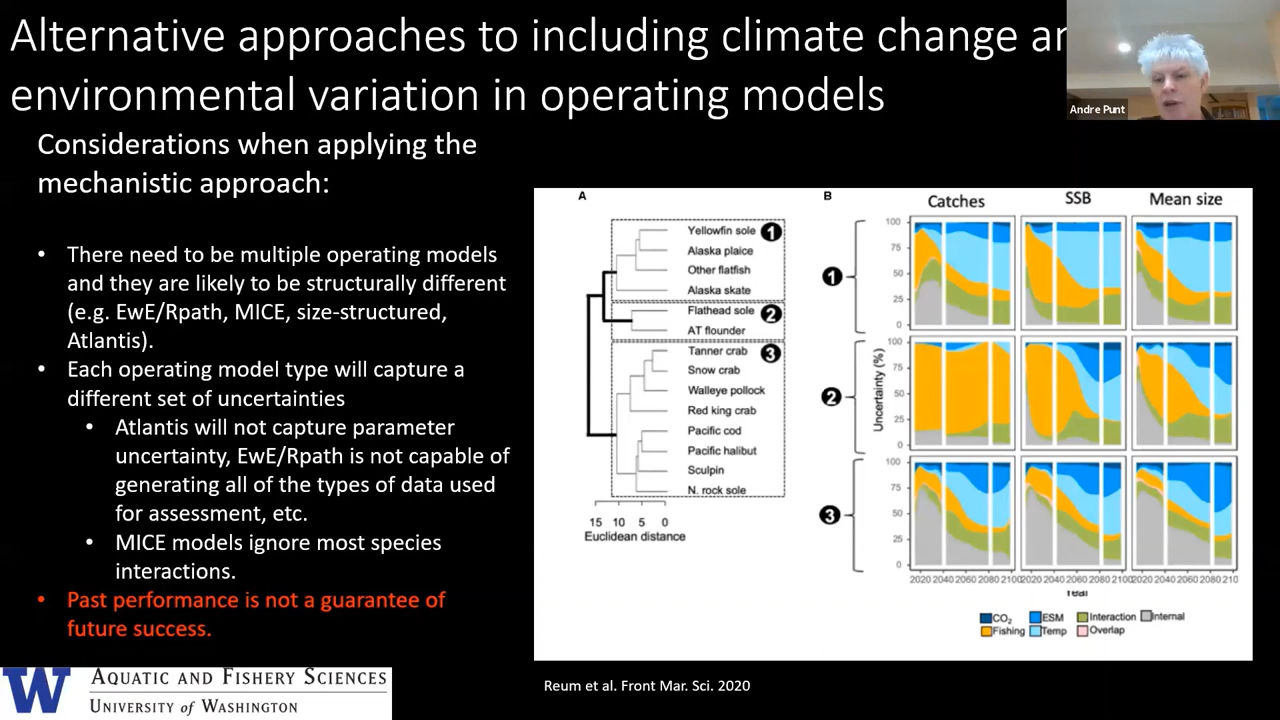 Alternative approaches to including climate change
environmental variation in operating models
Andre Punt
Considerations when applying the
mechanistic approach:
• There need to be multiple operating models
and they are likely to be structurally different
(e.g. EwE/Rpath, MICE, size-structured,
Atlantis).
• Each operating model type will capture a
different set of uncertainties
• Atlantis will not capture parameter
uncertainty, EwE/Rpath is not capable of
generating all of the types of data used
for assessment, etc.
• MICE models ignore most species
interactions.
• Past performance is not a guarantee of
future success.
A
Yellowfin sole
1
Alaska plaice
Other flatfish
Alaska skate
Flathead sole
2
AT flounder
Tanner crab
3
Snow crab
Walleye pollock
Red king crab
Pacific cod
Pacific halibut
Sculpin
N. rock sole
15 10 5 0
Euclidean distance
B
Catches SSB Mean size
1
100
75
50
25
0
2
100
75
50
25
0
3
100
75
50
25
0
Uncertainty (%)
2020 2040 2060 2080 2100 2020 2040 2060 2080 2100 2020 2040 2060 2080 2100
Year
CO2 ESM Interaction Internal
Fishing Temp Overlap
Reum et al. Front Mar. Sci. 2020
W
AQUATIC AND FISHERY SCIENCES
UNIVERSITY of WASHINGTON